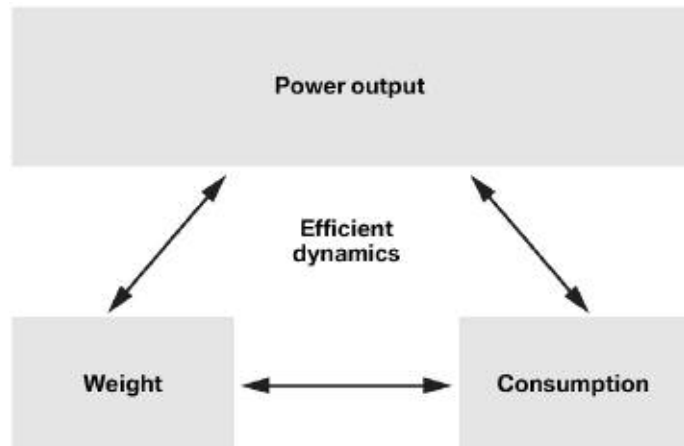 Power output
Efficient
dynamics
Weight
Consumption